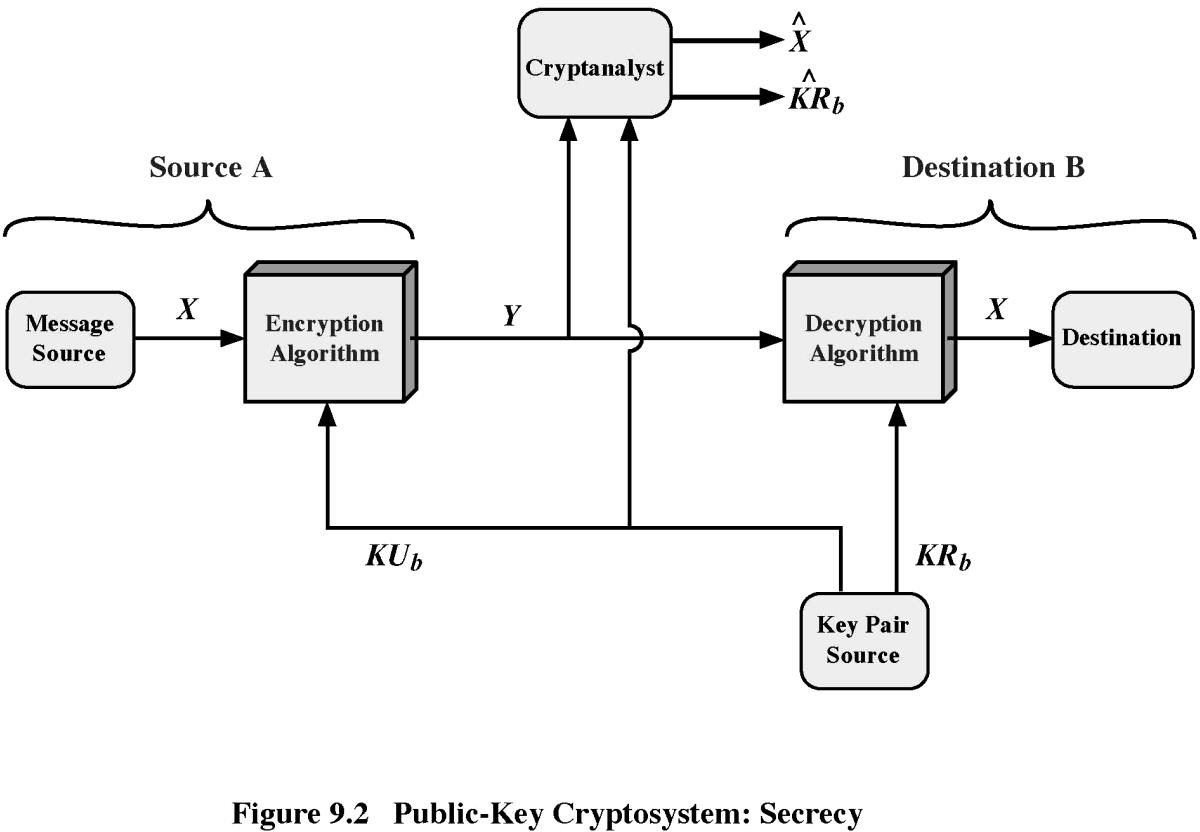 Cryptanalyst
X̂
K̂R_b
Source A
Destination B
Message
Source
X
Encryption
Algorithm
Y
Decryption
Algorithm
X
Destination
KU_b
KR_b
Key Pair
Source
Figure 9.2 Public-Key Cryptosystem: Secrecy